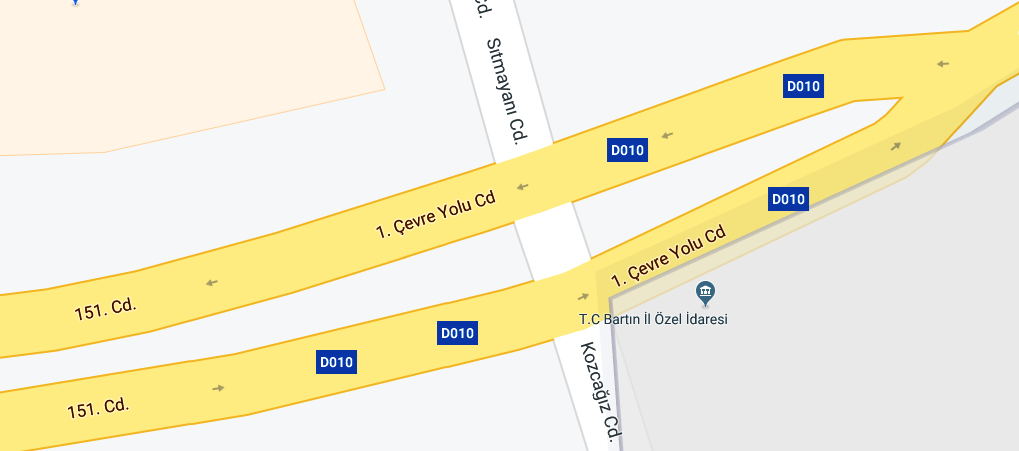 Cd.
Sıtmayanı Cd.
D010
D010
D010
1. Çevre Yolu Cd
1. Çevre Yolu Cd
151. Cd.
T.C Bartın İl Özel İdaresi
D010
D010
Kozcağız Cd.
151. Cd.